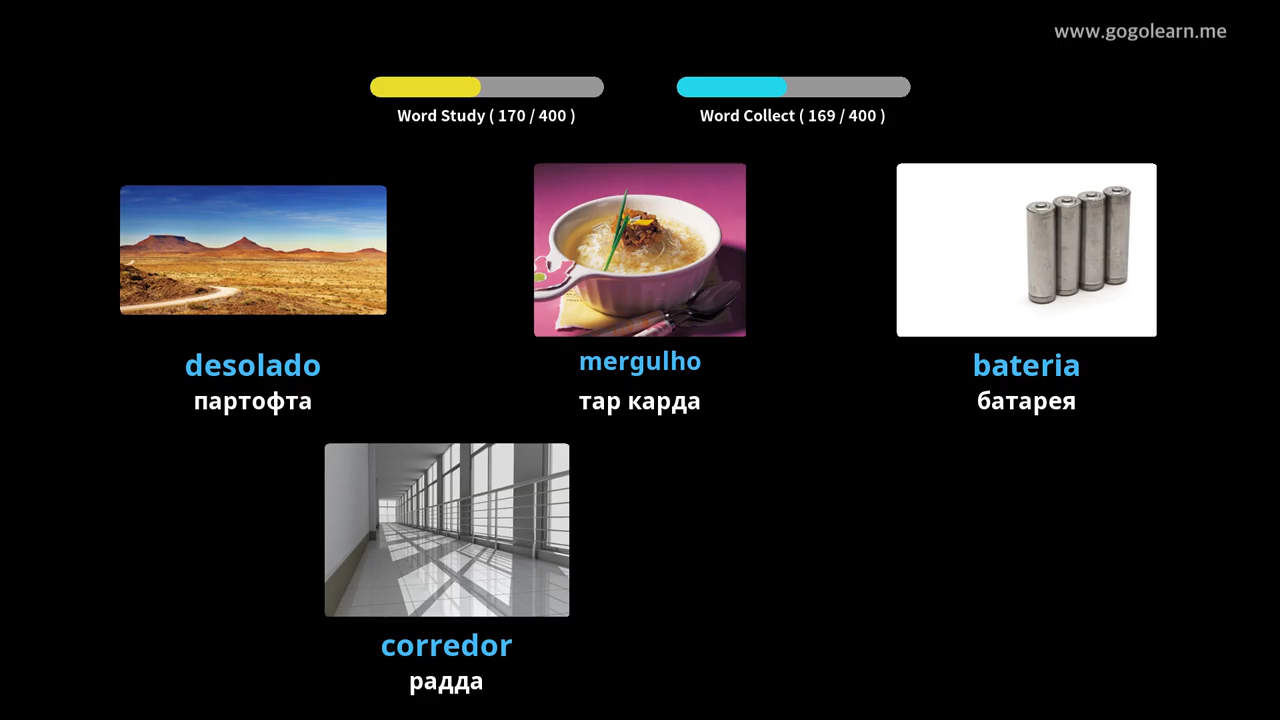 www.gogolearn.me
Word Study ( 170 / 400 )
Word Collect ( 169 / 400 )
desolado
партофта
mergulho
тар карда
bateria
батарея
corredor
радда